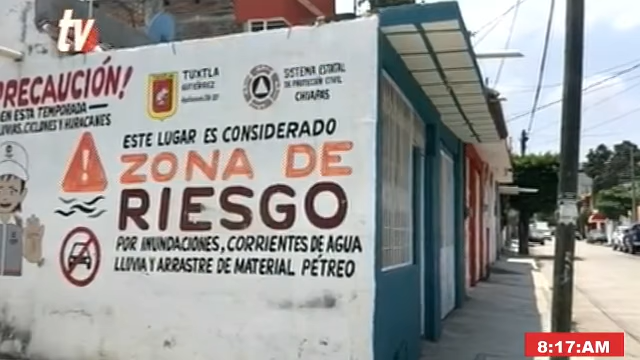 tv
¡PRECAUCIÓN!
EN ESTA TEMPORADA
LLUVIAS, CICLONES Y HURACANES
TUXTLA
GUTIÉRREZ
SISTEMA ESTATAL
DE PROTECCIÓN CIVIL
CHIAPAS
ESTE LUGAR ES CONSIDERADO
ZONA DE
RIESGO
POR INUNDACIONES, CORRIENTES DE AGUA
LLUVIA Y ARRASTRE DE MATERIAL PÉTREO
8:17:AM